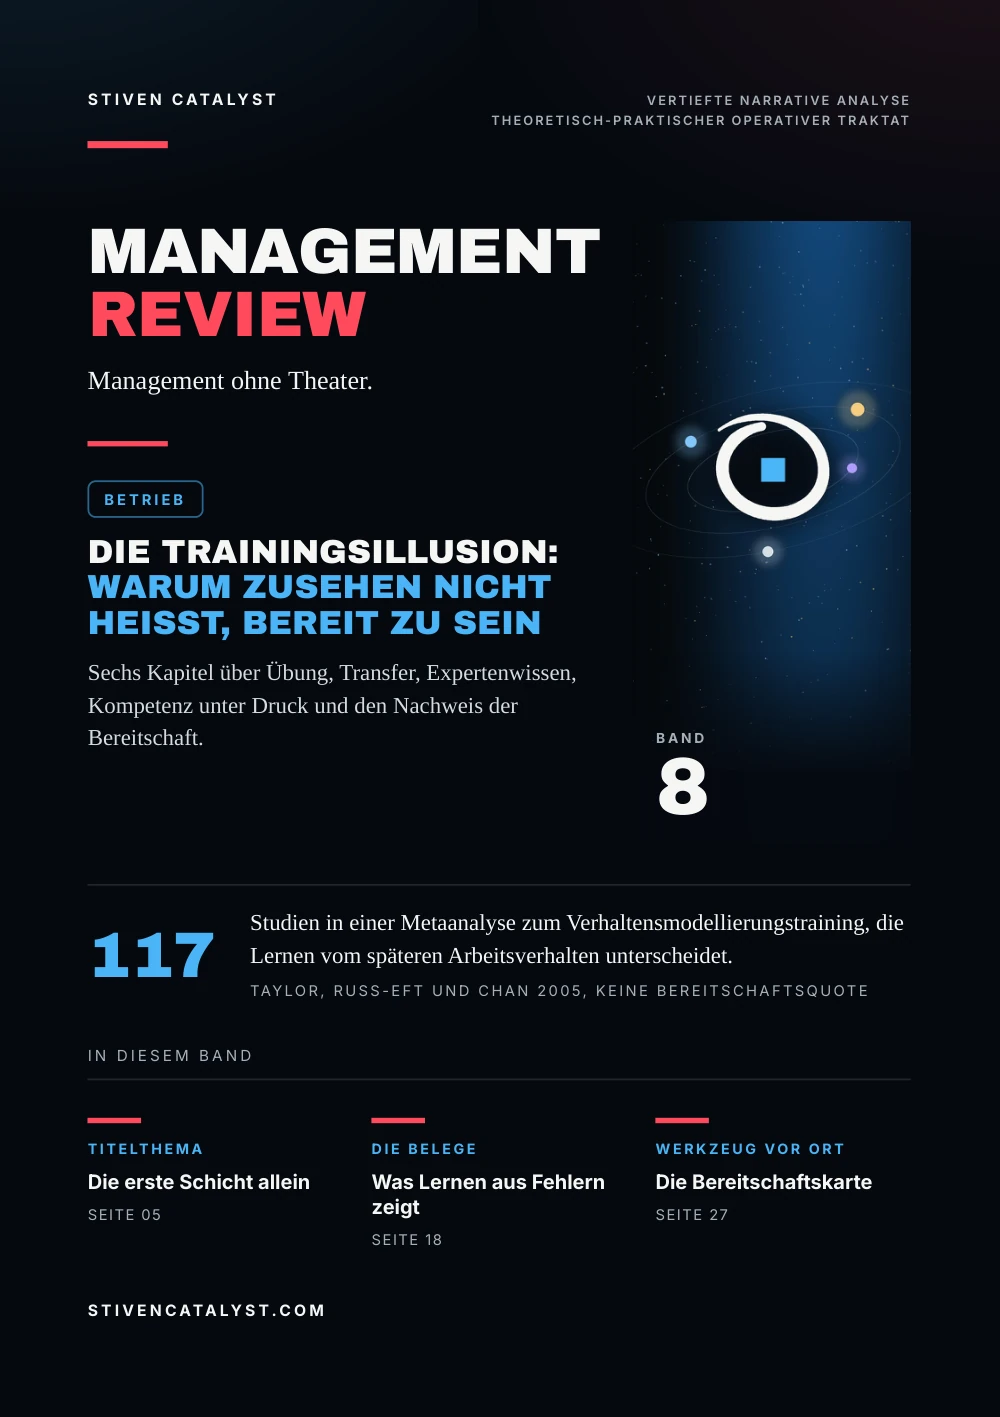 STIVEN CATALYST
VERTIEFTE NARRATIVE ANALYSE
THEORETISCH-PRAKTISCHER OPERATIVER TRAKTAT
MANAGEMENT
REVIEW
Management ohne Theater.
BETRIEB
DIE TRAININGSILLUSION:
WARUM ZUSEHEN NICHT
HEISST, BEREIT ZU SEIN
Sechs Kapitel über Übung, Transfer, Expertenwissen,
Kompetenz unter Druck und den Nachweis der
Bereitschaft.
BAND
8
117
Studien in einer Metaanalyse zum Verhaltensmodellierungstraining, die
Lernen vom späteren Arbeitsverhalten unterscheidet.
TAYLOR, RUSS-EFT UND CHAN 2005, KEINE BEREITSCHAFTSQUOTE
IN DIESEM BAND
TITELTHEMA
Die erste Schicht allein
SEITE 05
DIE BELEGE
Was Lernen aus Fehlern
zeigt
SEITE 18
WERKZEUG VOR ORT
Die Bereitschaftskarte
SEITE 27
STIVENCATALYST.COM